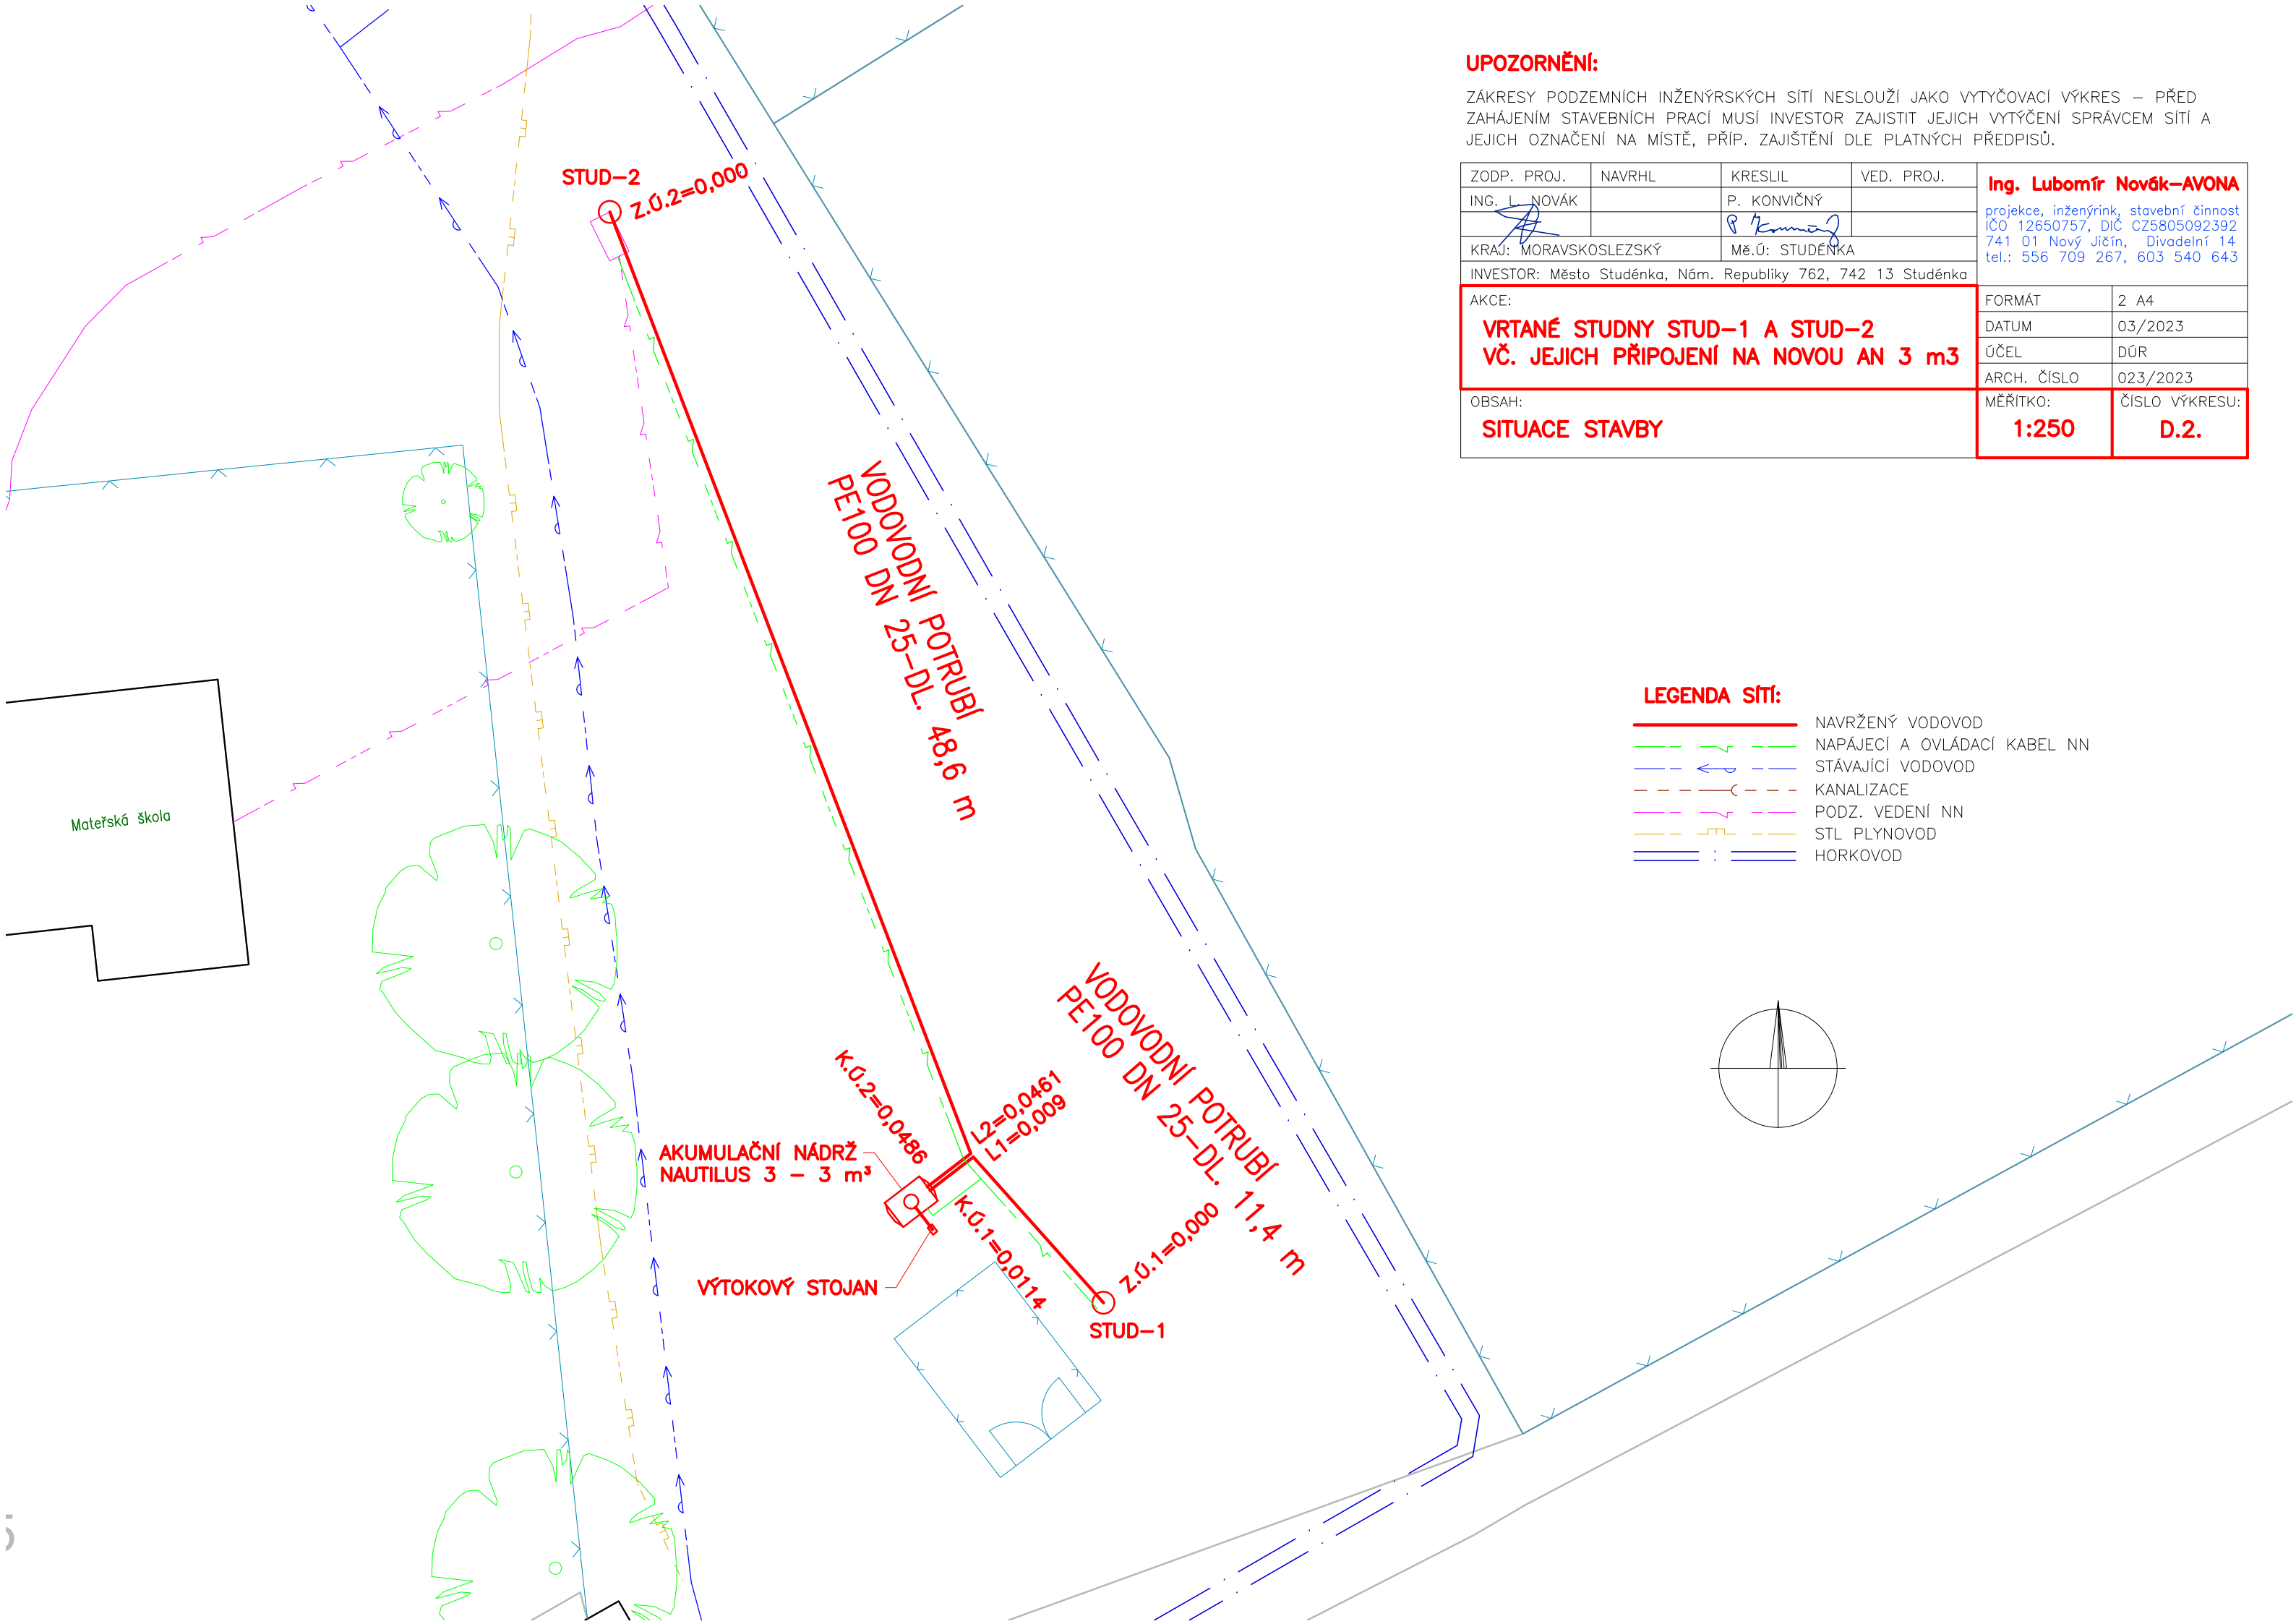 UPOZORNĚNÍ:
ZÁKRESY PODZEMNÍCH INŽENÝRSKÝCH SÍTÍ NESLOUŽÍ JAKO VYTYČOVACÍ VÝKRES – PŘED
ZAHÁJENÍM STAVEBNÍCH PRACÍ MUSÍ INVESTOR ZAJISTIT JEJICH VYTÝČENÍ SPRÁVCEM SÍTÍ A
JEJICH OZNAČENÍ NA MÍSTĚ, PŘÍP. ZAJIŠTĚNÍ DLE PLATNÝCH PŘEDPISŮ.
ZODP. PROJ. NAVRHL KRESLIL VED. PROJ.
ING. L. NOVÁK P. KONVIČNÝ
KRAJ: MORAVSKOSLEZSKÝ Mě.Ú: STUDÉNKA
INVESTOR: Město Studénka, Nám. Republiky 762, 742 13 Studénka
Ing. Lubomír Novák–AVONA
projekce, inženýrink, stavební činnost
IČO 12650757, DIČ CZ5805092392
741 01 Nový Jičín, Divadelní 14
tel.: 556 709 267, 603 540 643
AKCE:
VRTANÉ STUDNY STUD–1 A STUD–2
VČ. JEJICH PŘIPOJENÍ NA NOVOU AN 3 m3
FORMÁT 2 A4
DATUM 03/2023
ÚČEL DÚR
ARCH. ČÍSLO 023/2023
OBSAH:
SITUACE STAVBY
MĚŘÍTKO:
1:250
ČÍSLO VÝKRESU:
D.2.
STUD–2
Z.Ú.2=0,000
VODOVODNÍ POTRUBÍ
PE100 DN 25–DL. 48,6 m
LEGENDA SÍTÍ:
NAVRŽENÝ VODOVOD
NAPÁJECÍ A OVLÁDACÍ KABEL NN
STÁVAJÍCÍ VODOVOD
KANALIZACE
PODZ. VEDENÍ NN
STL PLYNOVOD
HORKOVOD
Mateřská škola
VODOVODNÍ POTRUBÍ
PE100 DN 25–DL. 11,4 m
K.Ú.2=0,0486
L2=0,0461
L1=0,009
AKUMULAČNÍ NÁDRŽ
NAUTILUS 3 – 3 m³
K.Ú.1=0,0114
Z.Ú.1=0,000
VÝTOKOVÝ STOJAN
STUD–1